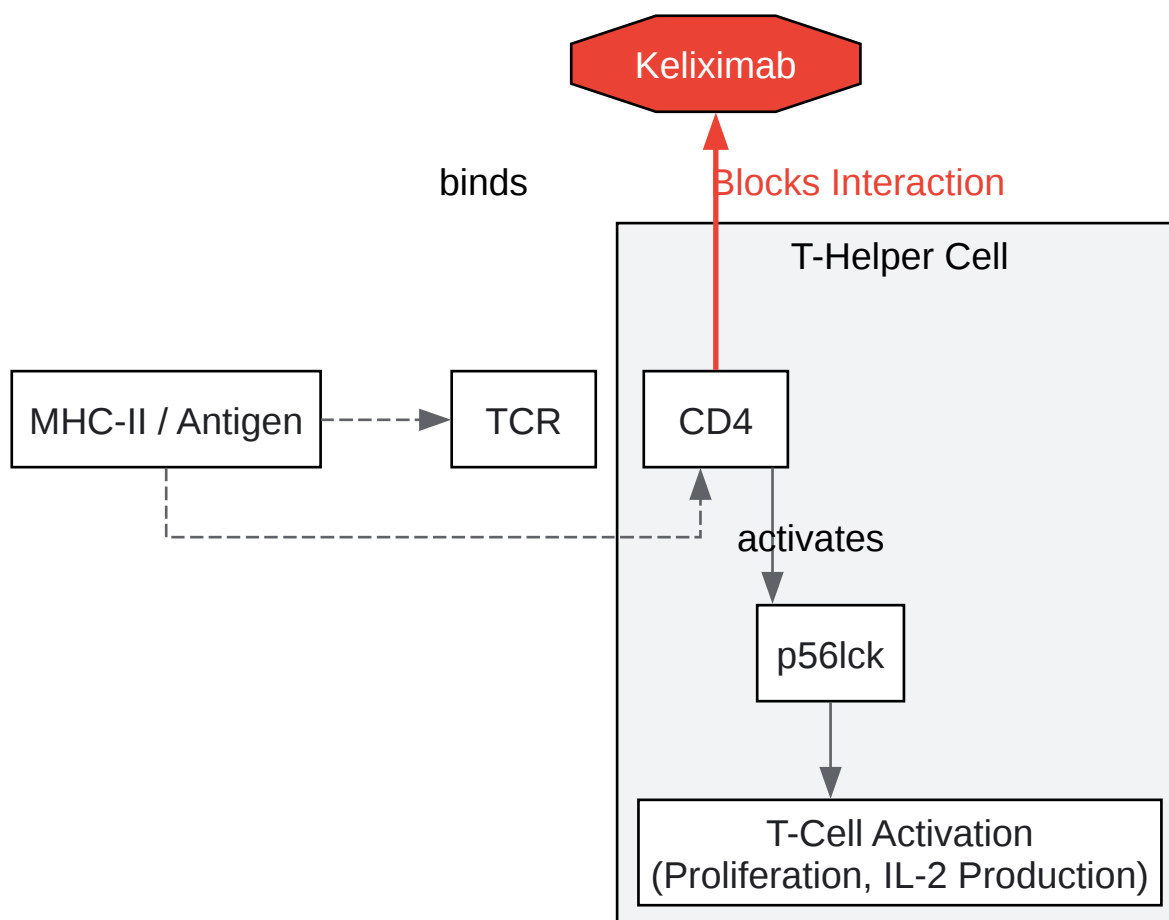 Keliximab
binds
Blocks Interaction
T-Helper Cell
MHC-II / Antigen
TCR
CD4
activates
p56lck
T-Cell Activation
(Proliferation, IL-2 Production)